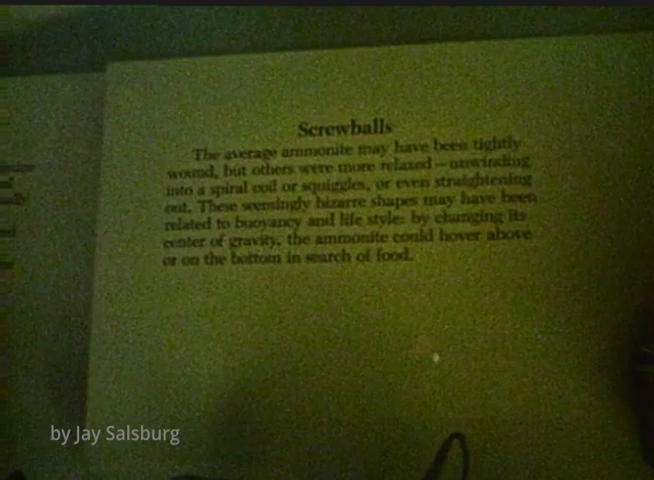 Screwballs
The average ammonite may have been tightly
wound, but others were more relaxed – unwinding
into a spiral coil or squiggles, or even straightening
out. These seemingly bizarre shapes may have been
related to buoyancy and life style: by changing its
center of gravity, the ammonite could hover above
or on the bottom in search of food.
by Jay Salsburg